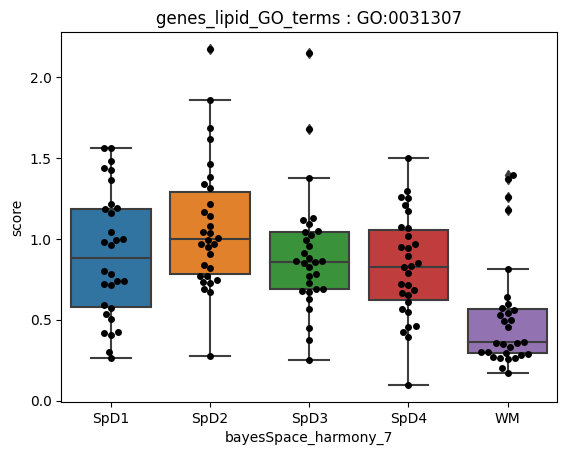 genes_lipid_GO_terms : GO:0031307
score
2.0
1.5
1.0
0.5
0.0
SpD1 SpD2 SpD3 SpD4 WM
bayesSpace_harmony_7